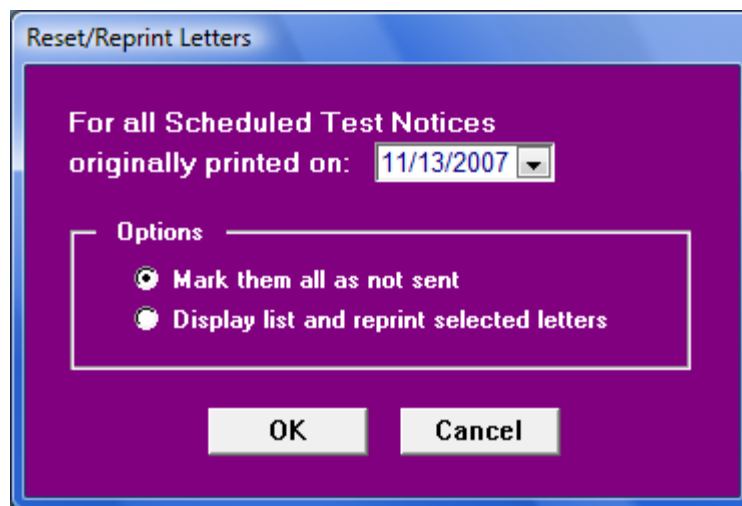 Reset/Reprint Letters
For all Scheduled Test Notices
originally printed on: 11/13/2007
Options
Mark them all as not sent
Display list and reprint selected letters
OK Cancel